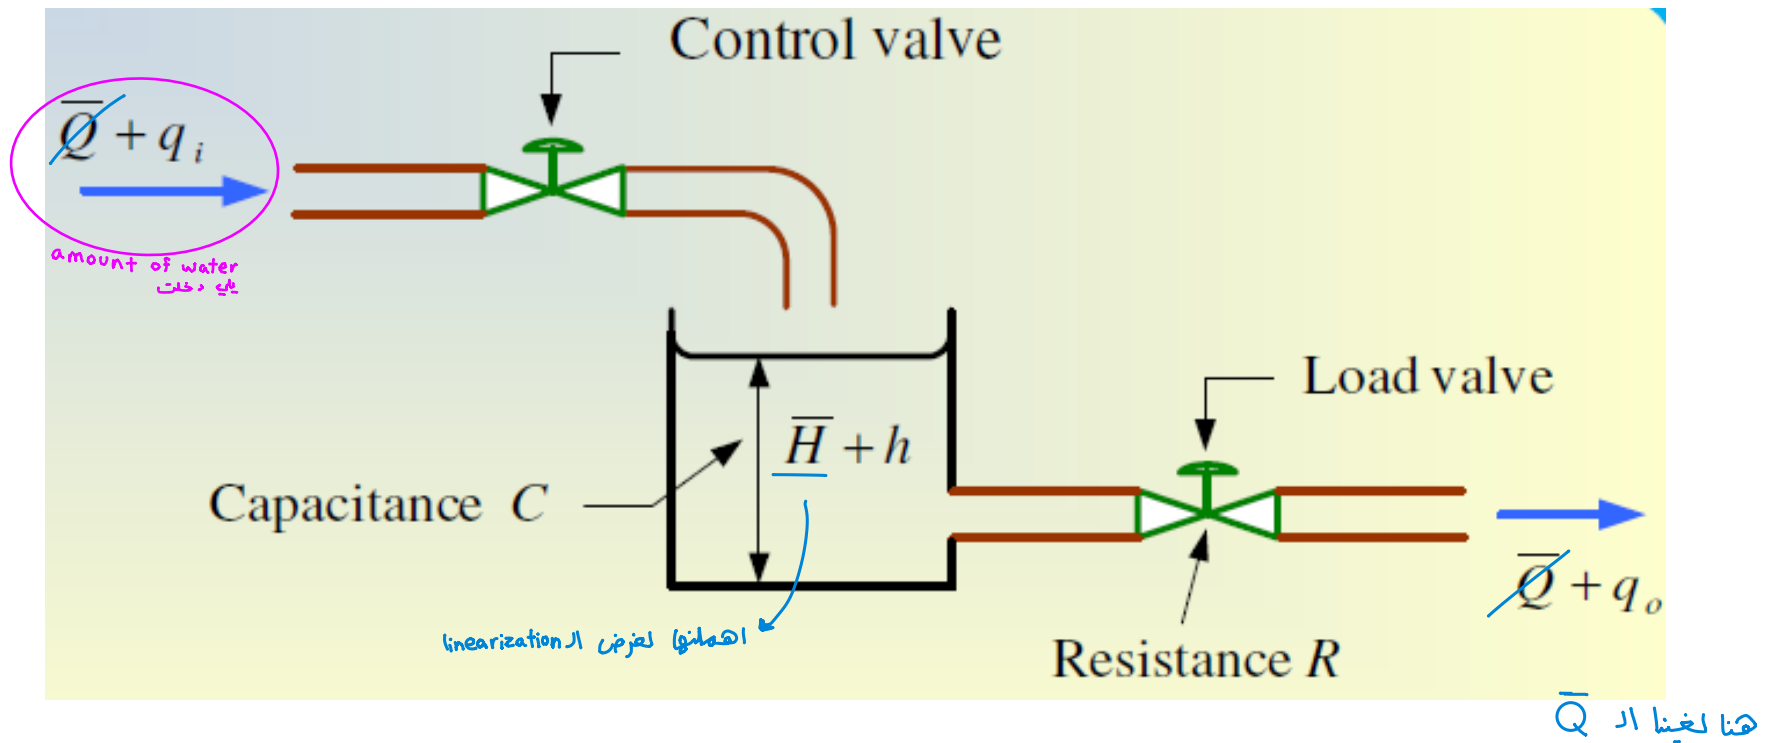 Control valve
Q̅ + qᵢ
amount of water
يلي دخلت
Load valve
H̅ + h
Capacitance C
Q̅ + qₒ
اهملنها لغرض الـ linearization
Resistance R
هنا لغينا الـ Q̅